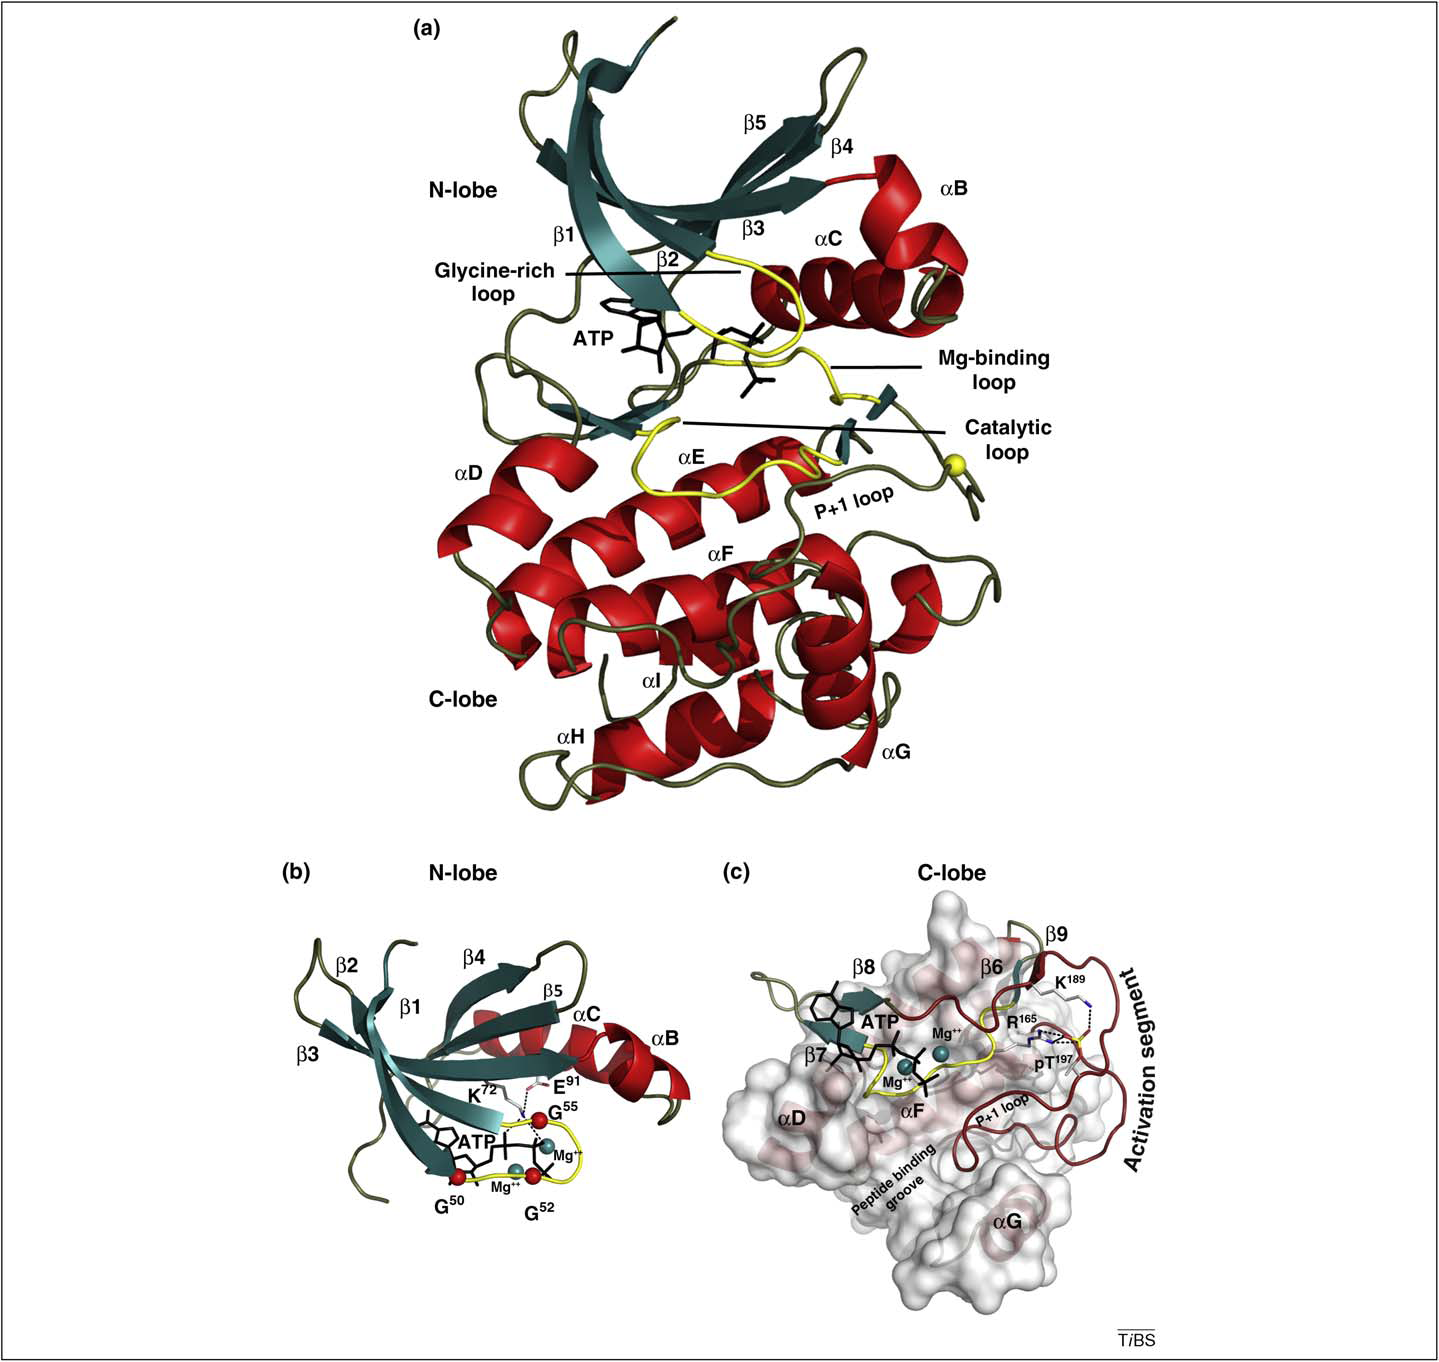 (a)
β5
β4
N-lobe
αB
β1
β3
αC
β2
Glycine-rich
loop
ATP
Mg-binding
loop
Catalytic
loop
αD
αE
P+1 loop
αF
αI
C-lobe
αH
αG
(b)
N-lobe
β2
β4
β1
β5
β3
αC
αB
K72
E91
G55
ATP
Mg++
Mg++
G50
G52
(c)
C-lobe
β9
β8
β6
K189
ATP
R165
Mg++
β7
pT197
Mg++
αF
αD
P+1 loop
Peptide binding
groove
αG
Activation segment
TiBS